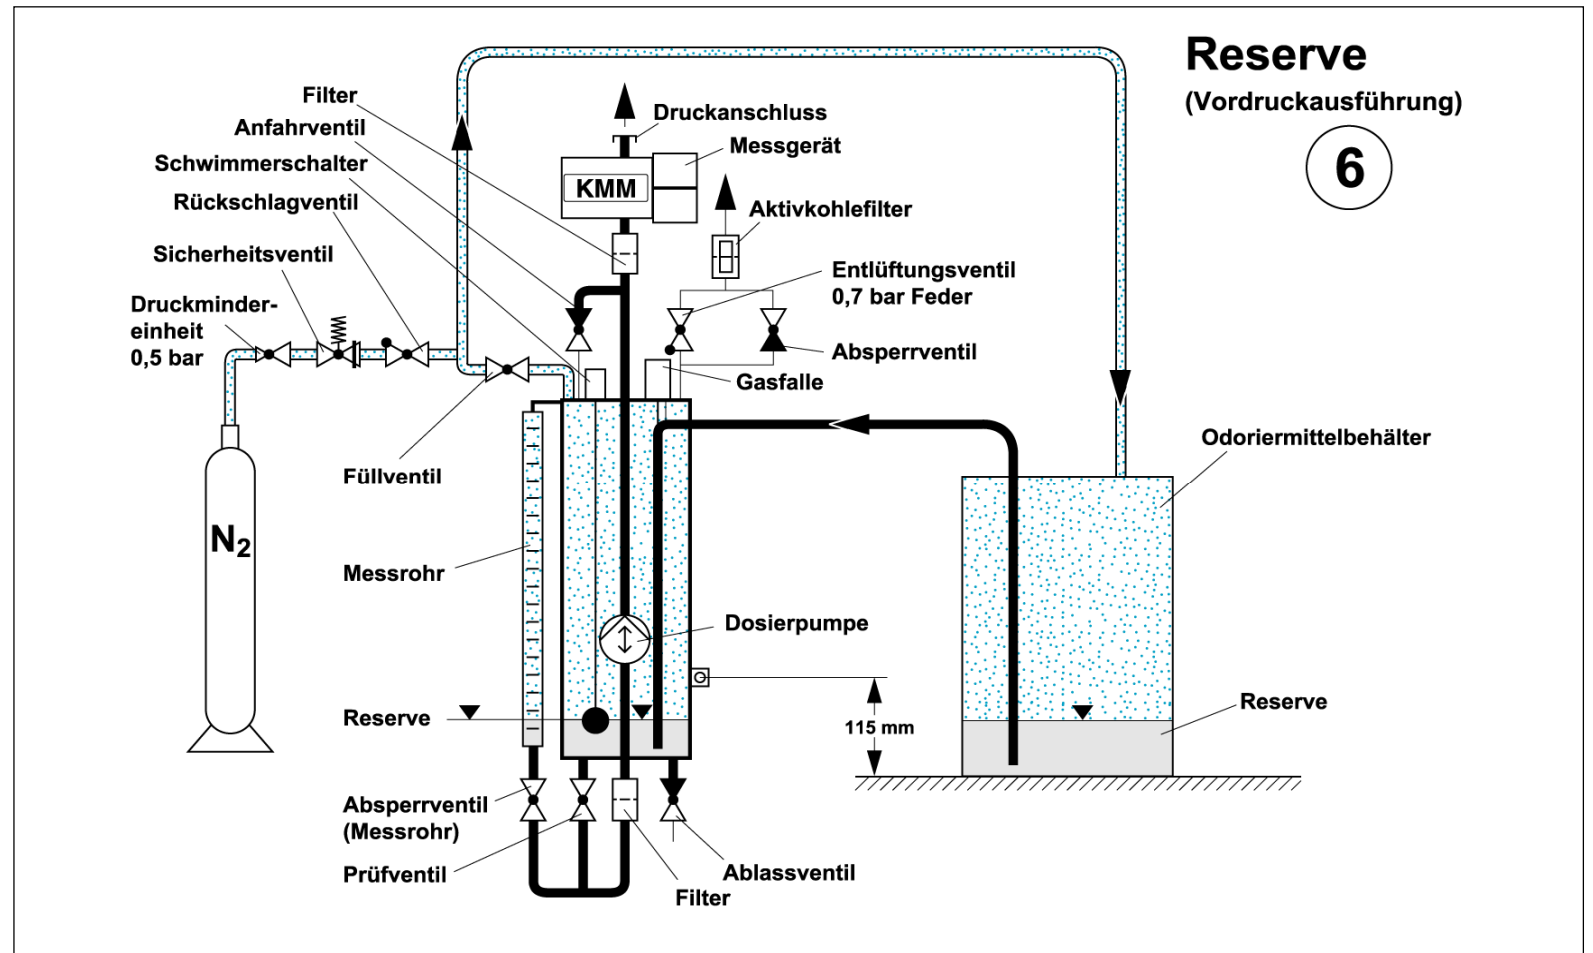 Reserve
(Vordruckausführung)
6
Filter
Anfahrventil
Schwimmerschalter
Rückschlagventil
Sicherheitsventil
Druckminder-
einheit
0,5 bar
Druckanschluss
Messgerät
KMM
Aktivkohlefilter
Entlüftungsventil
0,7 bar Feder
Absperrventil
Gasfalle
Füllventil
Odoriermittelbehälter
N2
Messrohr
Dosierpumpe
Reserve
115 mm
Reserve
Absperrventil
(Messrohr)
Prüfventil
Ablassventil
Filter